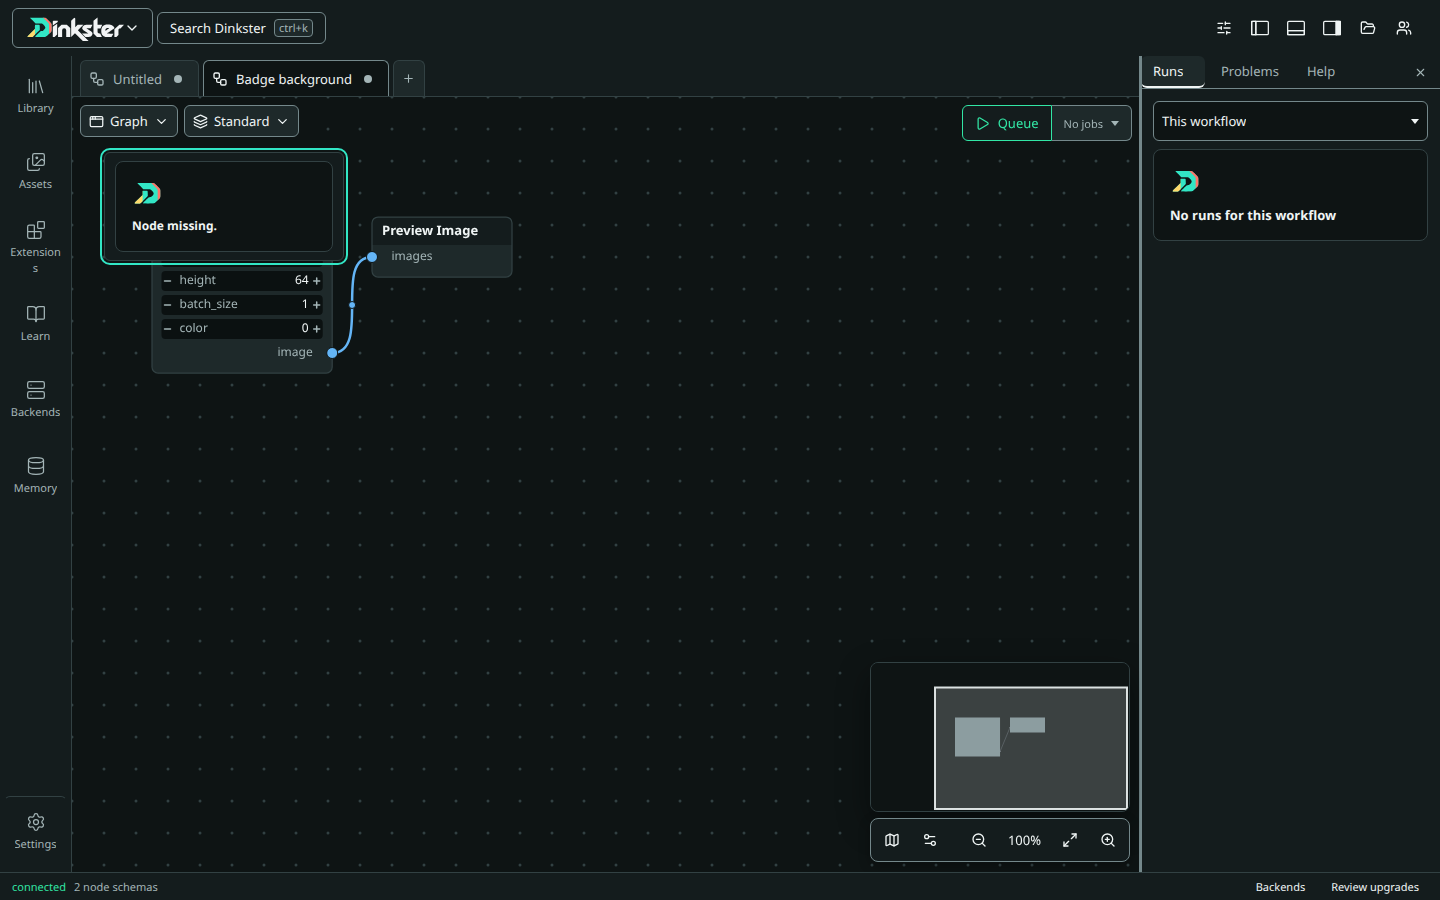 Dinkster
Search Dinkster ctrl+k
Untitled
Badge background
Runs
Problems
Help
Library
Assets
Extension
s
Learn
Backends
Memory
Settings
Graph
Standard
Queue
No jobs
Node missing.
height 64
batch_size 1
color 0
image
Preview Image
images
This workflow
No runs for this workflow
100%
connected
2 node schemas
Backends
Review upgrades